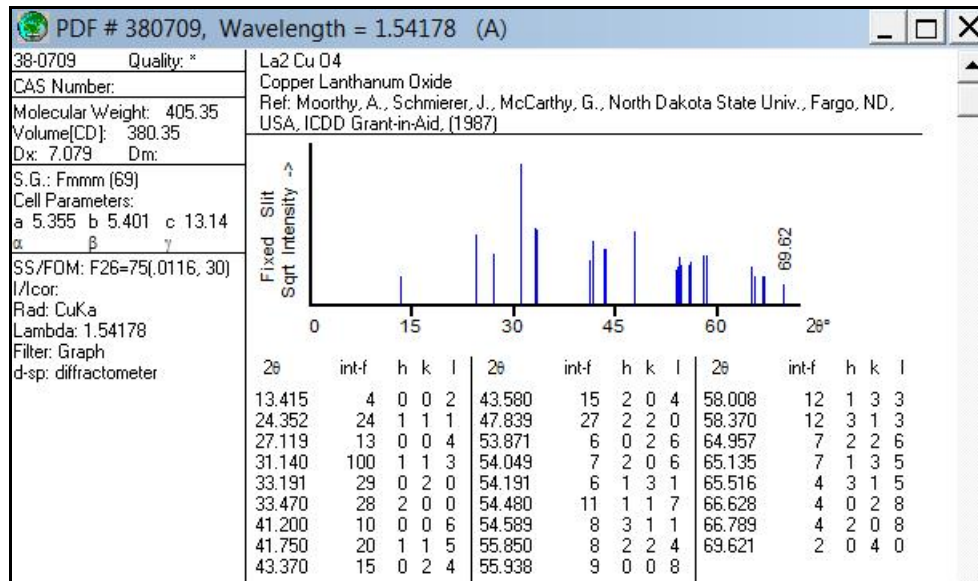 PDF # 380709, Wavelength = 1.54178 (A)
38-0709 Quality: *
CAS Number:
Molecular Weight: 405.35
Volume[CD]: 380.35
Dx: 7.079 Dm:
S.G.: Fmmm (69)
Cell Parameters:
a 5.355 b 5.401 c 13.14
α β γ
SS/FOM: F26=75(.0116, 30)
I/Icor:
Rad: CuKa
Lambda: 1.54178
Filter: Graph
d-sp: diffractometer
La2 Cu O4
Copper Lanthanum Oxide
Ref: Moorthy, A., Schmierer, J., McCarthy, G., North Dakota State Univ., Fargo, ND,
USA, ICDD Grant-in-Aid, (1987)
Fixed Slit
Sqrt Intensity ->
69.62
0 15 30 45 60 2θ°
2θ int-f h k l 2θ int-f h k l 2θ int-f h k l
13.415 4 0 0 2 43.580 15 2 0 4 58.008 12 1 3 3
24.352 24 1 1 1 47.839 27 2 2 0 58.370 12 3 1 3
27.119 13 0 0 4 53.871 6 0 2 6 64.957 7 2 2 6
31.140 100 1 1 3 54.049 7 2 0 6 65.135 7 1 3 5
33.191 29 0 2 0 54.191 6 1 3 1 65.516 4 3 1 5
33.470 28 2 0 0 54.480 11 1 1 7 66.628 4 0 2 8
41.200 10 0 0 6 54.589 8 3 1 1 66.789 4 2 0 8
41.750 20 1 1 5 55.850 8 2 2 4 69.621 2 0 4 0
43.370 15 0 2 4 55.938 9 0 0 8